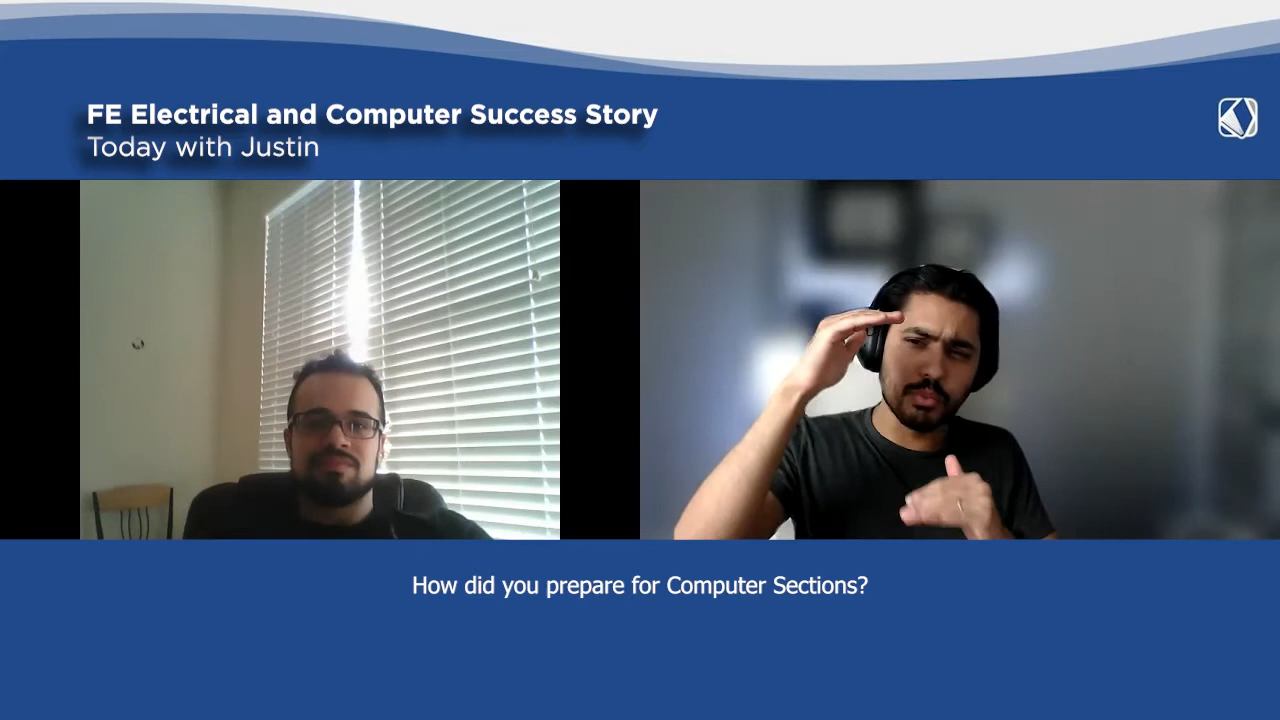 FE Electrical and Computer Success Story
Today with Justin
How did you prepare for Computer Sections?